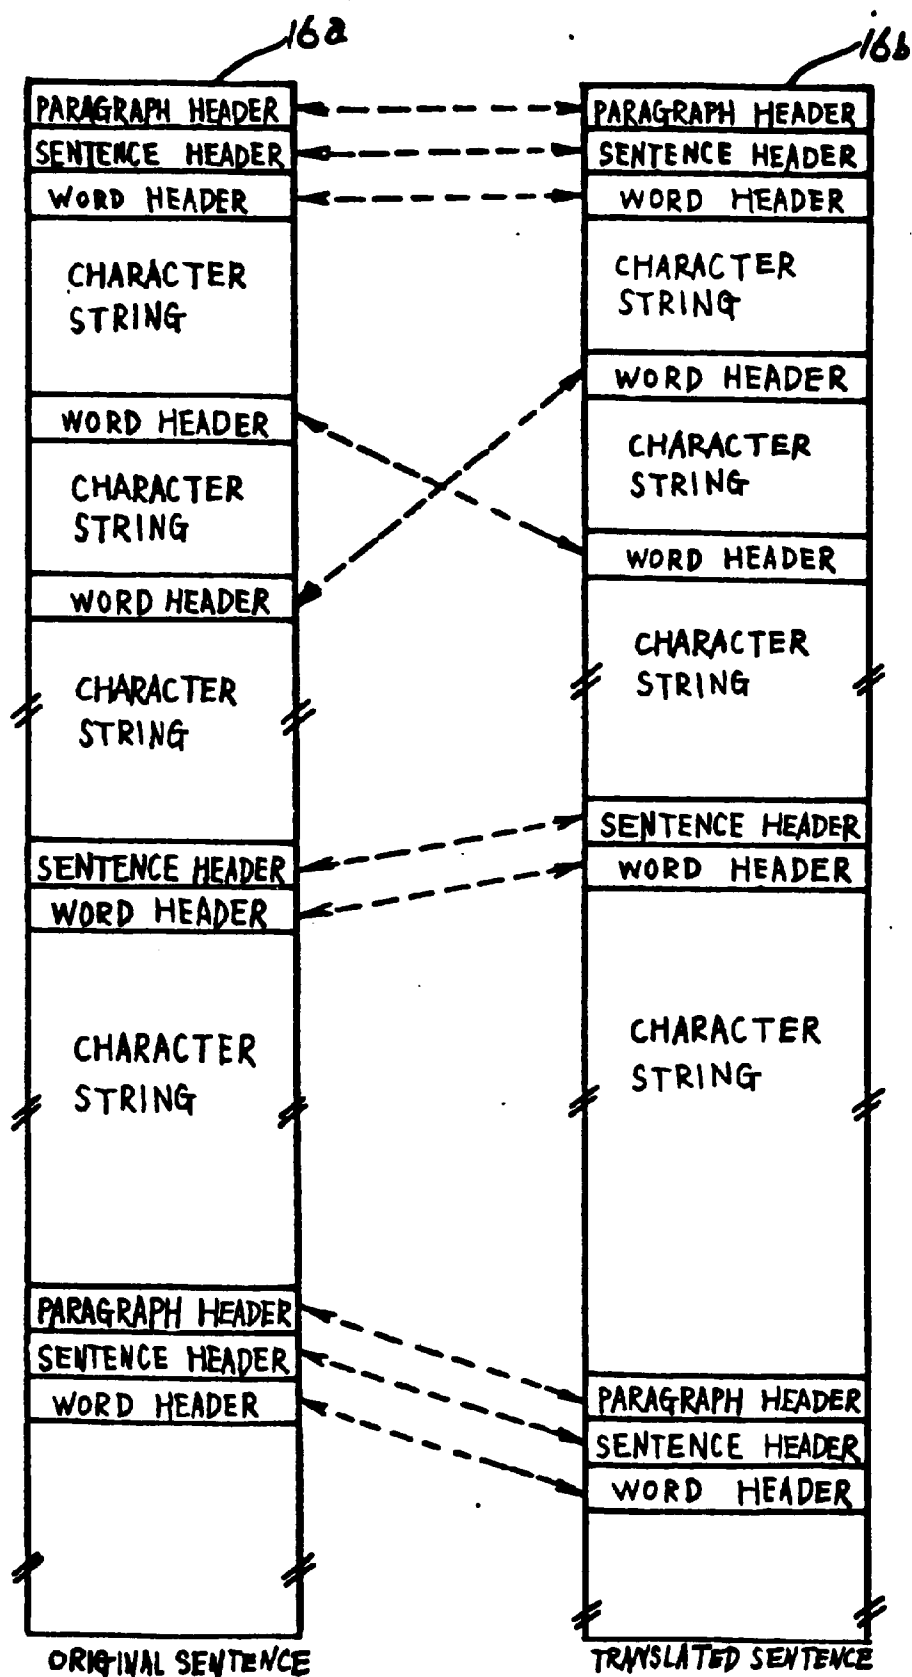 16a
PARAGRAPH HEADER
SENTENCE HEADER
WORD HEADER
CHARACTER
STRING
WORD HEADER
CHARACTER
STRING
WORD HEADER
CHARACTER
STRING
SENTENCE HEADER
WORD HEADER
CHARACTER
STRING
PARAGRAPH HEADER
SENTENCE HEADER
WORD HEADER
ORIGINAL SENTENCE
16b
PARAGRAPH HEADER
SENTENCE HEADER
WORD HEADER
CHARACTER
STRING
WORD HEADER
CHARACTER
STRING
WORD HEADER
CHARACTER
STRING
SENTENCE HEADER
WORD HEADER
CHARACTER
STRING
PARAGRAPH HEADER
SENTENCE HEADER
WORD HEADER
TRANSLATED SENTENCE